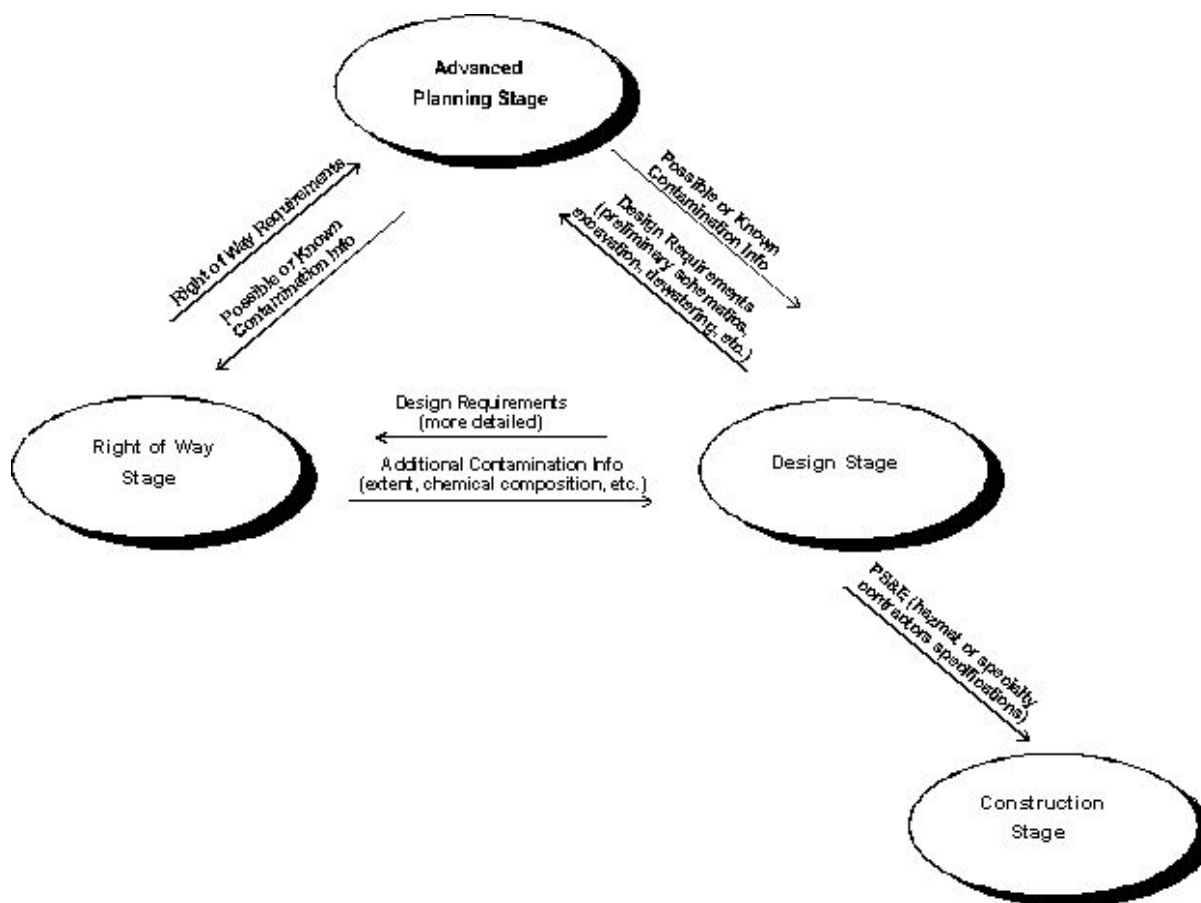 Advanced
Planning Stage
Right of Way Requirements
Possible or Known
Contamination Info
Possible or Known
Contamination Info
Design Requirements
(preliminary schematics,
excavation, dewatering, etc.)
Design Requirements
(more detailed)
Right of Way
Stage
Additional Contamination Info
(extent, chemical composition, etc.)
Design Stage
PS&E (hazmat or specialty
contractors specifications)
Construction
Stage